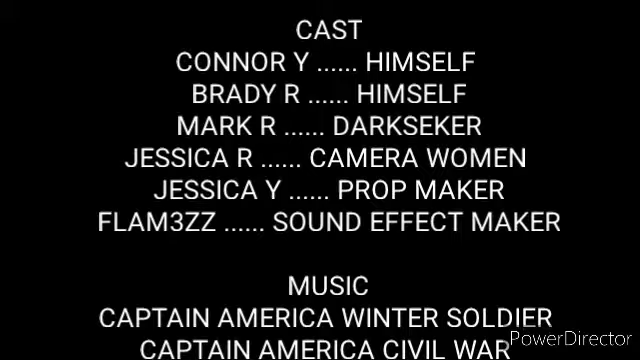 CAST
CONNOR Y ...... HIMSELF
BRADY R ...... HIMSELF
MARK R ...... DARKSEKER
JESSICA R ...... CAMERA WOMEN
JESSICA Y ...... PROP MAKER
FLAM3ZZ ...... SOUND EFFECT MAKER
MUSIC
CAPTAIN AMERICA WINTER SOLDIER
PowerDirector
CAPTAIN AMERICA CIVIL WAR